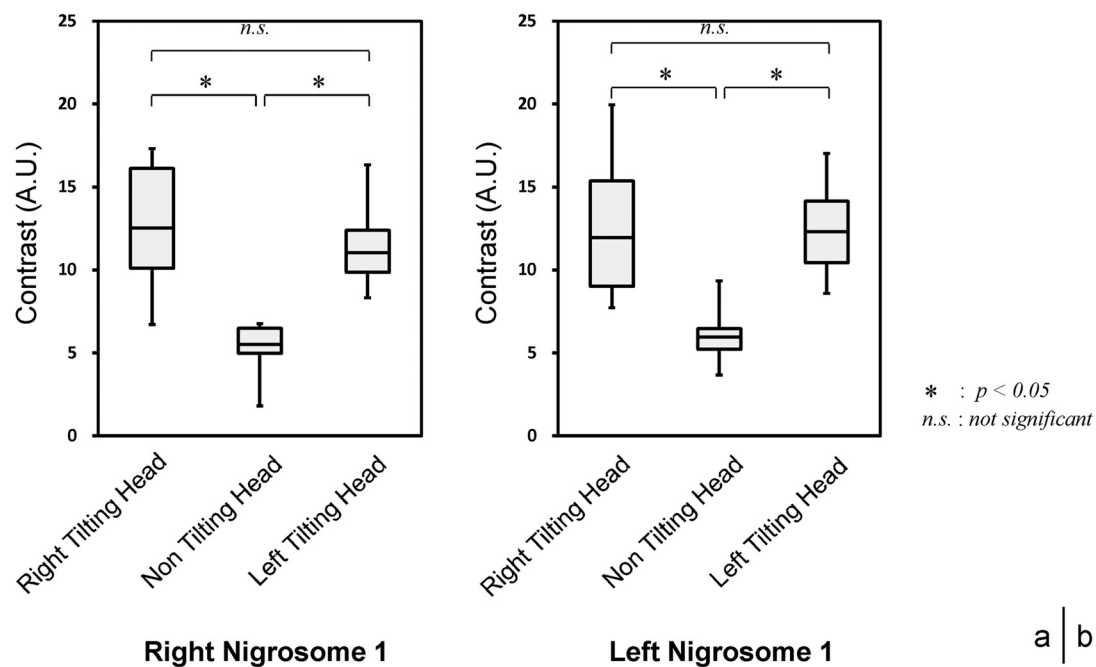 25
20
15
10
5
0
Contrast (A.U.)
n.s.
*
*
Right Tilting Head
Non Tilting Head
Left Tilting Head
Right Nigrosome 1
25
20
15
10
5
0
Contrast (A.U.)
n.s.
*
*
Right Tilting Head
Non Tilting Head
Left Tilting Head
Left Nigrosome 1
* : p < 0.05
n.s. : not significant
a | b